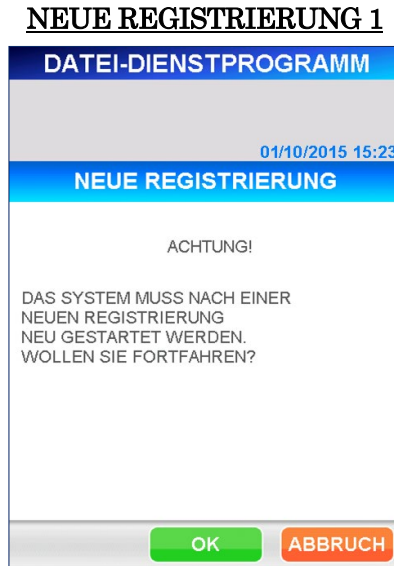 NEUE REGISTRIERUNG 1
DATEI-DIENSTPROGRAMM
01/10/2015 15:23
NEUE REGISTRIERUNG
ACHTUNG!
DAS SYSTEM MUSS NACH EINER
NEUEN REGISTRIERUNG
NEU GESTARTET WERDEN.
WOLLEN SIE FORTFAHREN?
OK ABBRUCH